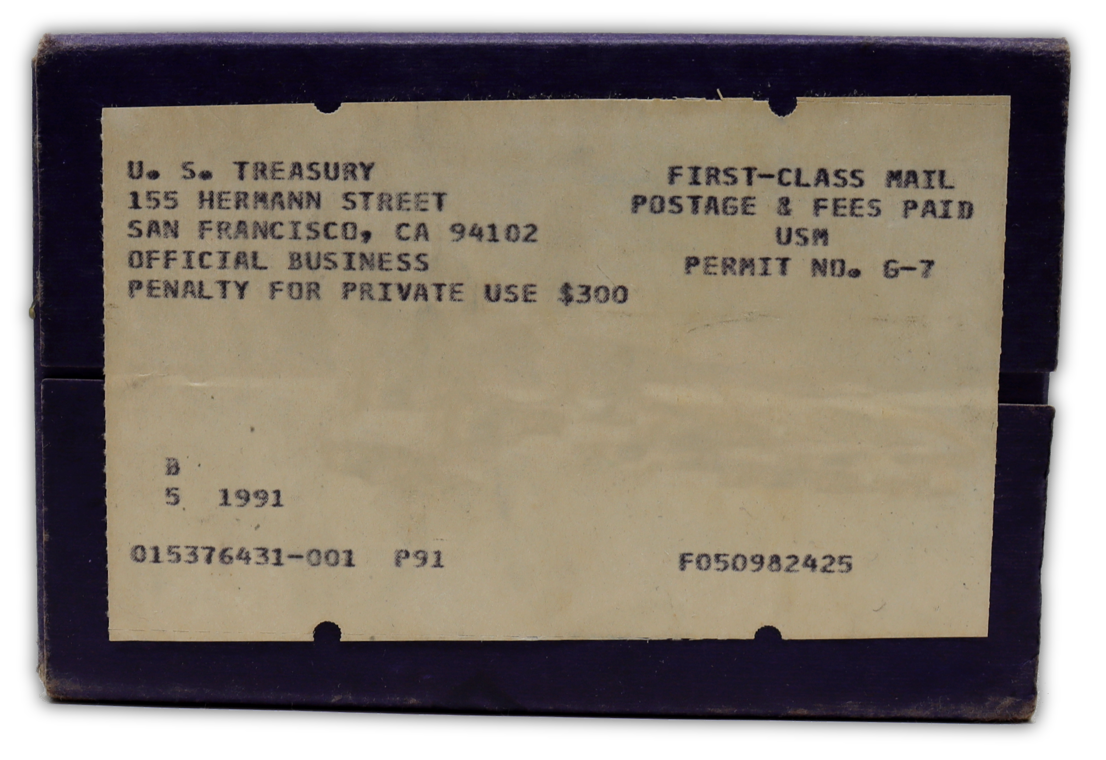 U. S. TREASURY
155 HERMANN STREET
SAN FRANCISCO, CA 94102
OFFICIAL BUSINESS
PENALTY FOR PRIVATE USE $300
FIRST-CLASS MAIL
POSTAGE & FEES PAID
USM
PERMIT NO. G-7
B
5 1991
015376431-001 P91
F050982425